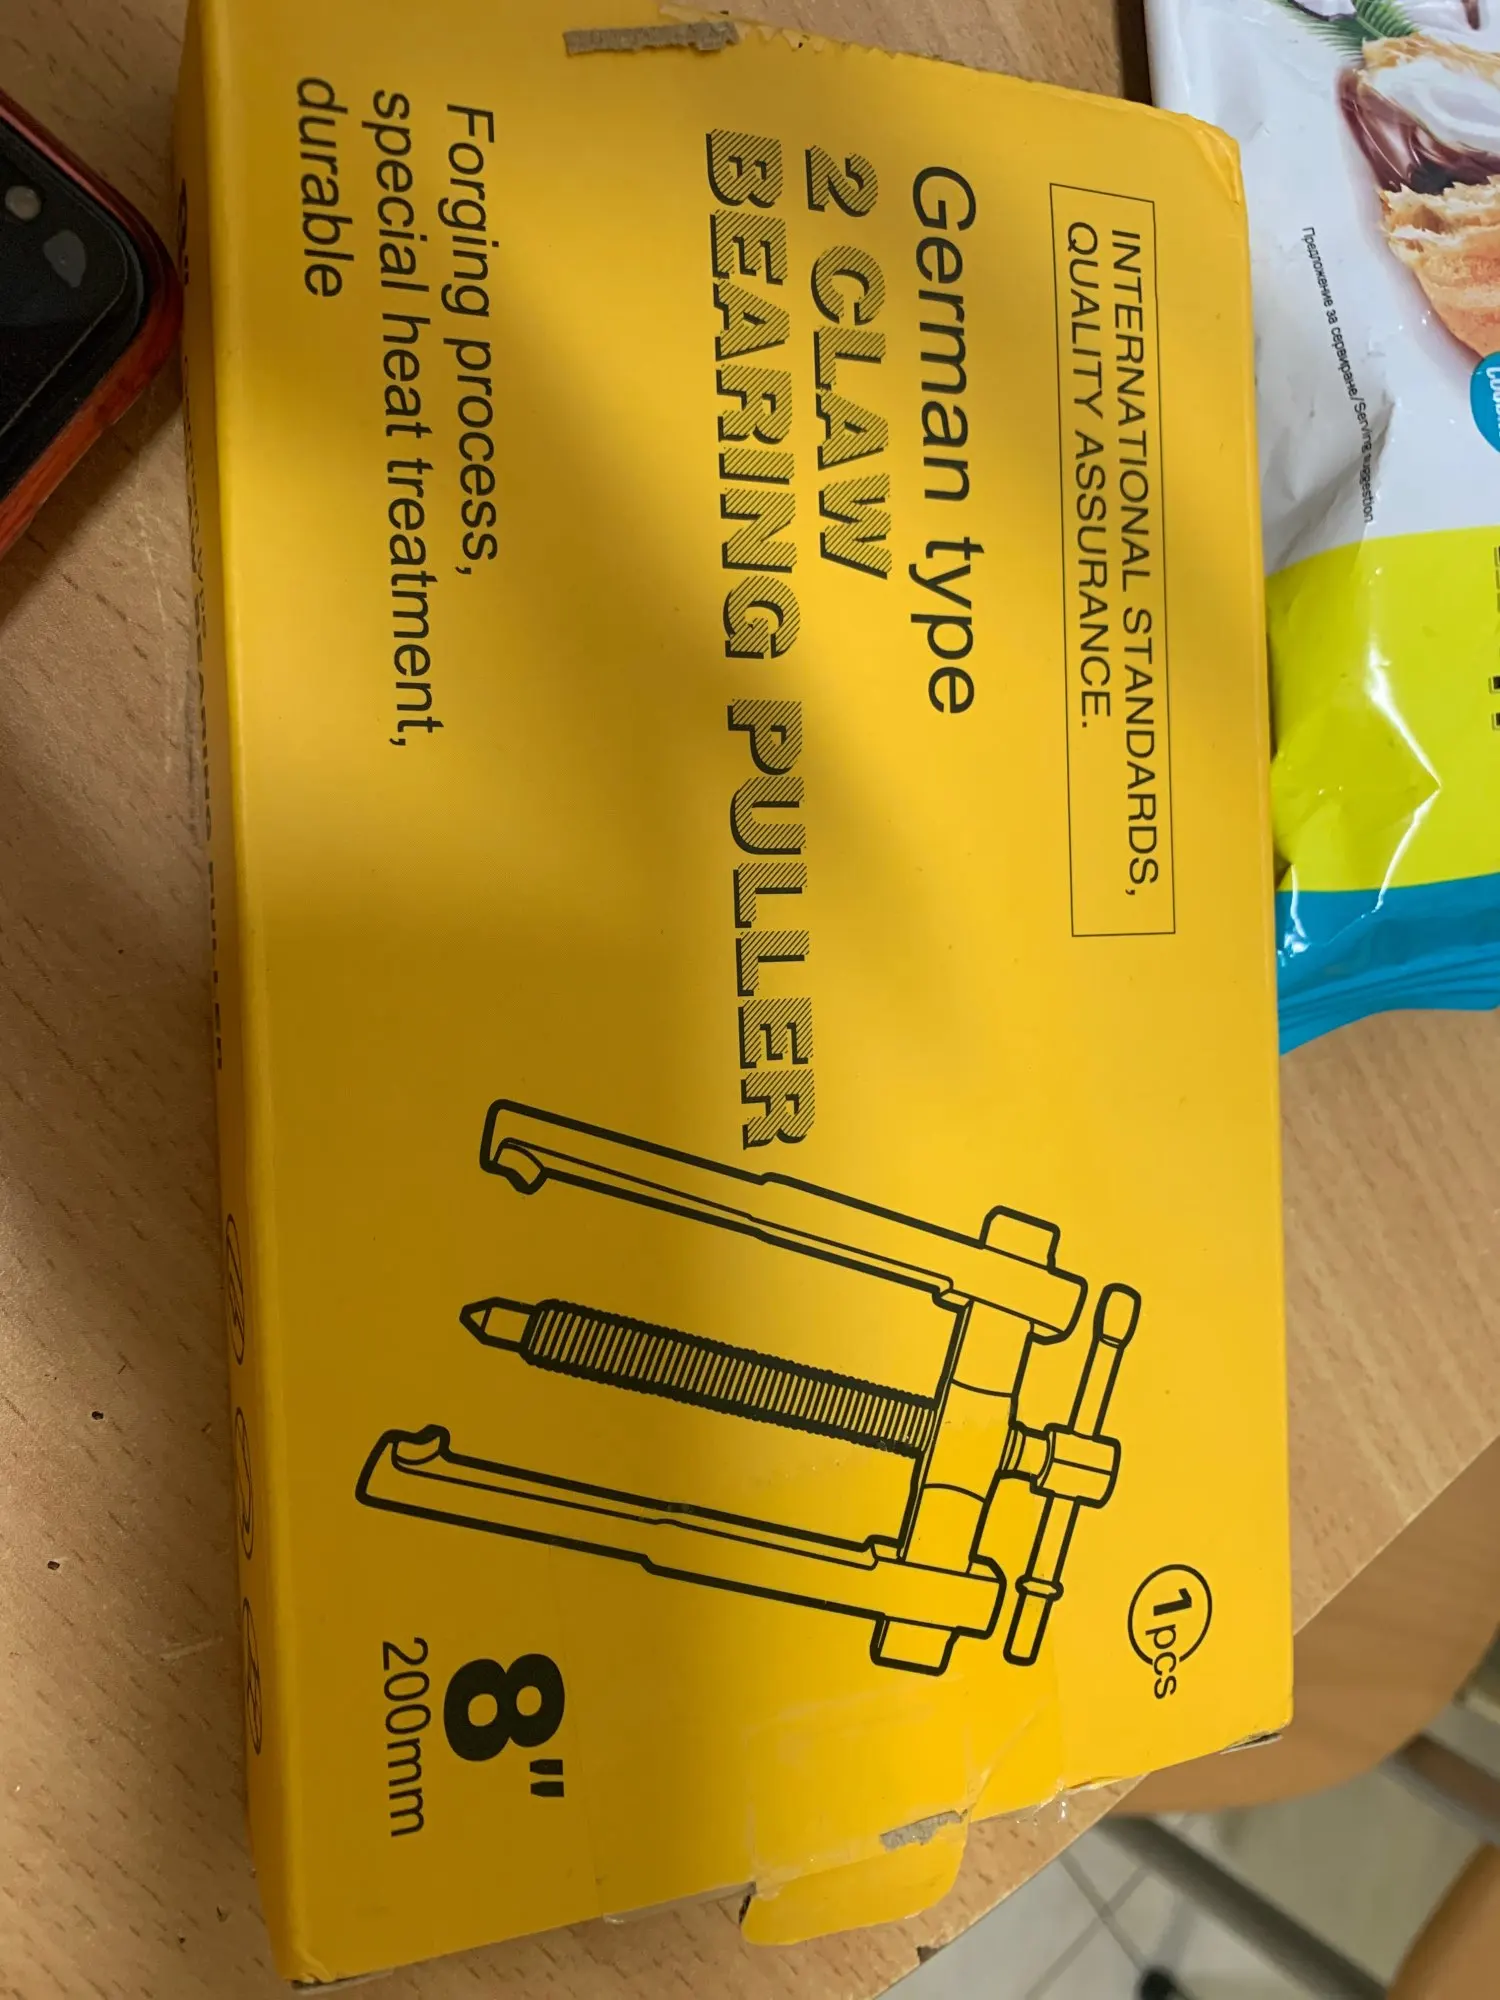 INTERNATIONAL STANDARDS,
QUALITY ASSURANCE.
German type
2 CLAW
BEARING PULLER
Forging process,
special heat treatment,
durable
1pcs
8"
200mm
Предложение за сервиране/Serving suggestion